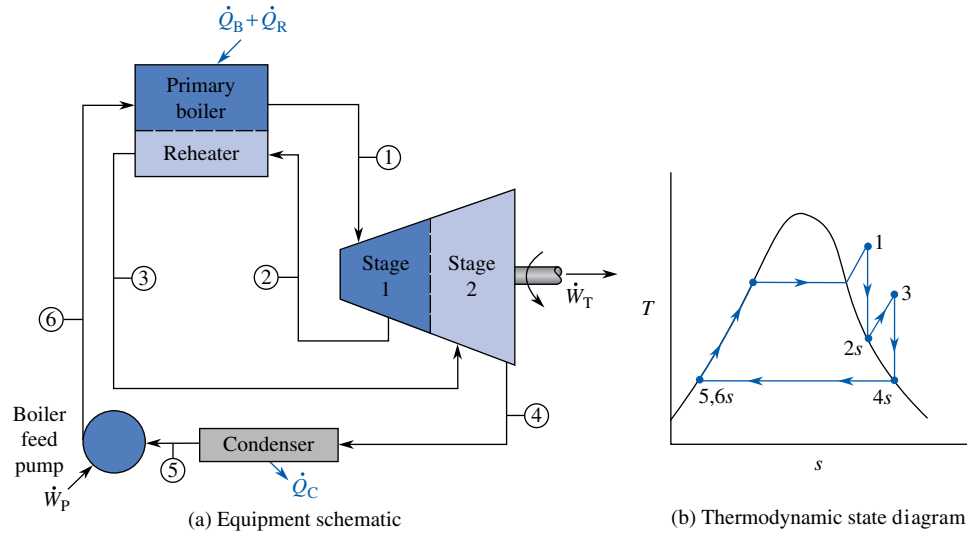 Q̇B + Q̇R
Primary
boiler
Reheater
1
Stage
1
Stage
2
ẆT
3
2
6
4
Boiler
feed
pump
ẆP
5
Condenser
Q̇C
(a) Equipment schematic
T
1
3
2s
5,6s
4s
s
(b) Thermodynamic state diagram